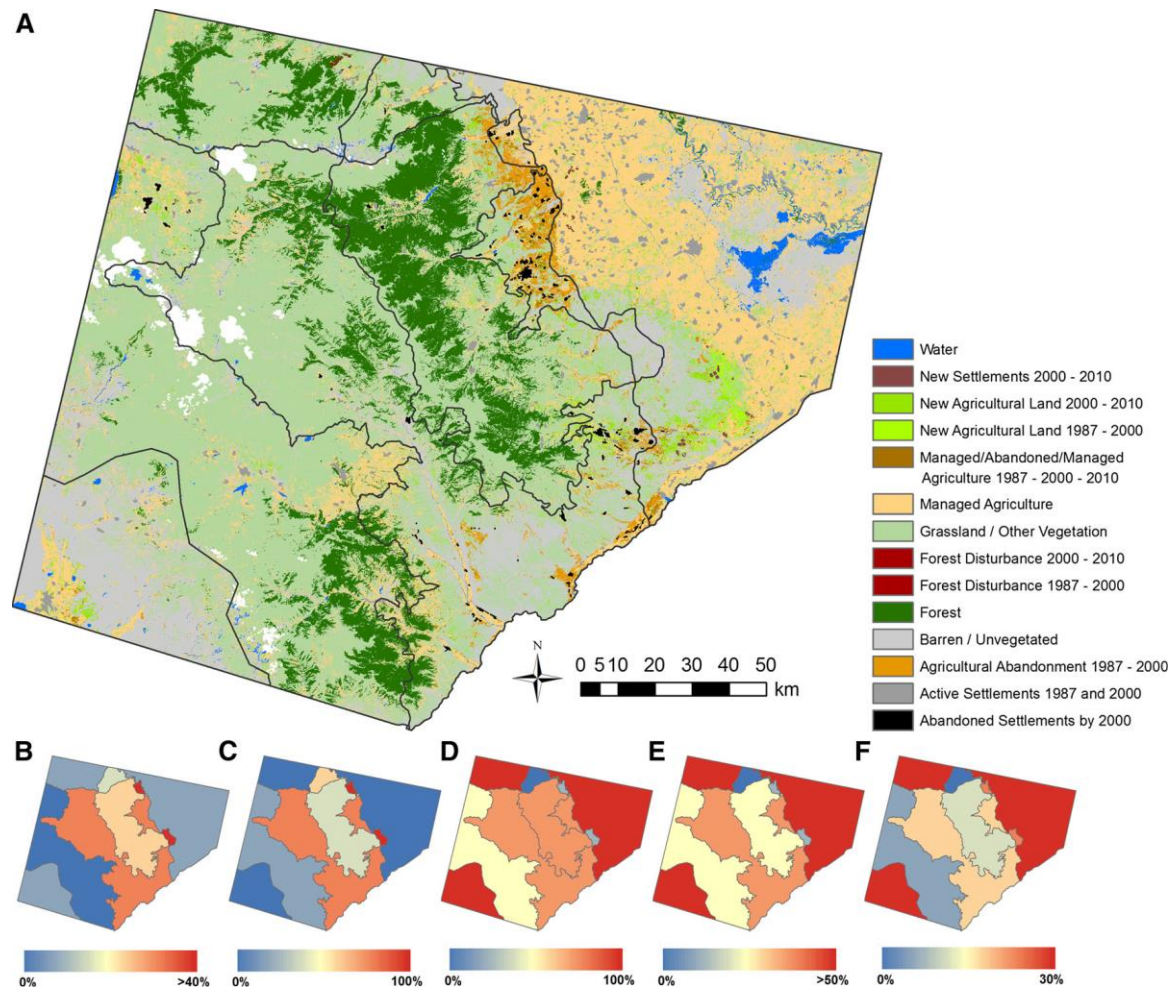 A
Water
New Settlements 2000 - 2010
New Agricultural Land 2000 - 2010
New Agricultural Land 1987 - 2000
Managed/Abandoned/Managed
Agriculture 1987 - 2000 - 2010
Managed Agriculture
Grassland / Other Vegetation
Forest Disturbance 2000 - 2010
Forest Disturbance 1987 - 2000
Forest
Barren / Unvegetated
Agricultural Abandonment 1987 - 2000
Active Settlements 1987 and 2000
Abandoned Settlements by 2000
N
0 5 10 20 30 40 50
km
B C D E F
0% >40% 0% 100% 0% 100% 0% >50% 0% 30%